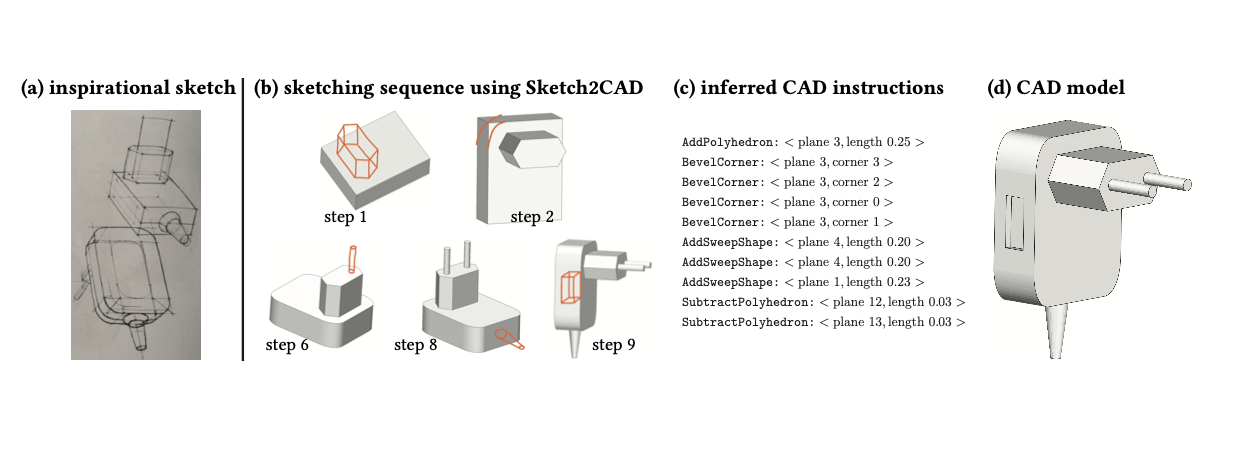 (a) inspirational sketch
(b) sketching sequence using Sketch2CAD
(c) inferred CAD instructions
(d) CAD model
step 1
step 2
step 6
step 8
step 9
AddPolyhedron: < plane 3, length 0.25 >
BevelCorner: < plane 3, corner 3 >
BevelCorner: < plane 3, corner 2 >
BevelCorner: < plane 3, corner 0 >
BevelCorner: < plane 3, corner 1 >
AddSweepShape: < plane 4, length 0.20 >
AddSweepShape: < plane 4, length 0.20 >
AddSweepShape: < plane 1, length 0.23 >
SubtractPolyhedron: < plane 12, length 0.03 >
SubtractPolyhedron: < plane 13, length 0.03 >